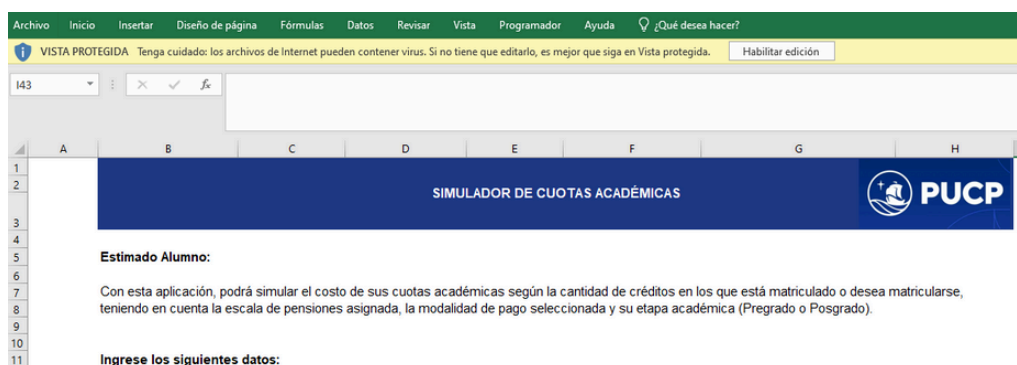 Archivo Inicio Insertar Diseño de página Fórmulas Datos Revisar Vista Programador Ayuda ¿Qué desea hacer?
VISTA PROTEGIDA Tenga cuidado: los archivos de Internet pueden contener virus. Si no tiene que editarlo, es mejor que siga en Vista protegida. Habilitar edición
I43 fx
A B C D E F G H
1
2 SIMULADOR DE CUOTAS ACADÉMICAS PUCP
3
4
5 Estimado Alumno:
6
7 Con esta aplicación, podrá simular el costo de sus cuotas académicas según la cantidad de créditos en los que está matriculado o desea matricularse,
8 teniendo en cuenta la escala de pensiones asignada, la modalidad de pago seleccionada y su etapa académica (Pregrado o Posgrado).
9
10
11 Ingrese los siguientes datos: